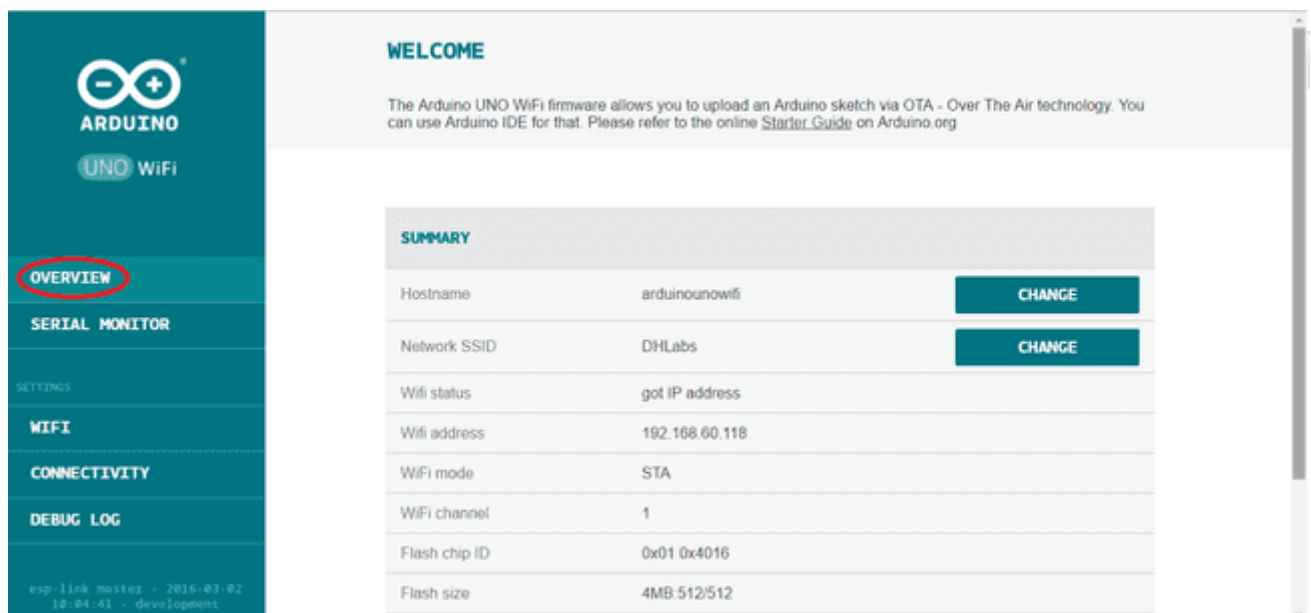 ARDUINO
UNO WiFi
OVERVIEW
SERIAL MONITOR
SETTINGS
WIFI
CONNECTIVITY
DEBUG LOG
esp-link master - 2016-03-02
10:04:41 - development
WELCOME
The Arduino UNO WiFi firmware allows you to upload an Arduino sketch via OTA - Over The Air technology. You
can use Arduino IDE for that. Please refer to the online Starter Guide on Arduino.org
SUMMARY
Hostname arduinounowifi CHANGE
Network SSID DHLabs CHANGE
Wifi status got IP address
Wifi address 192.168.60.118
WiFi mode STA
WiFi channel 1
Flash chip ID 0x01 0x4016
Flash size 4MB:512/512